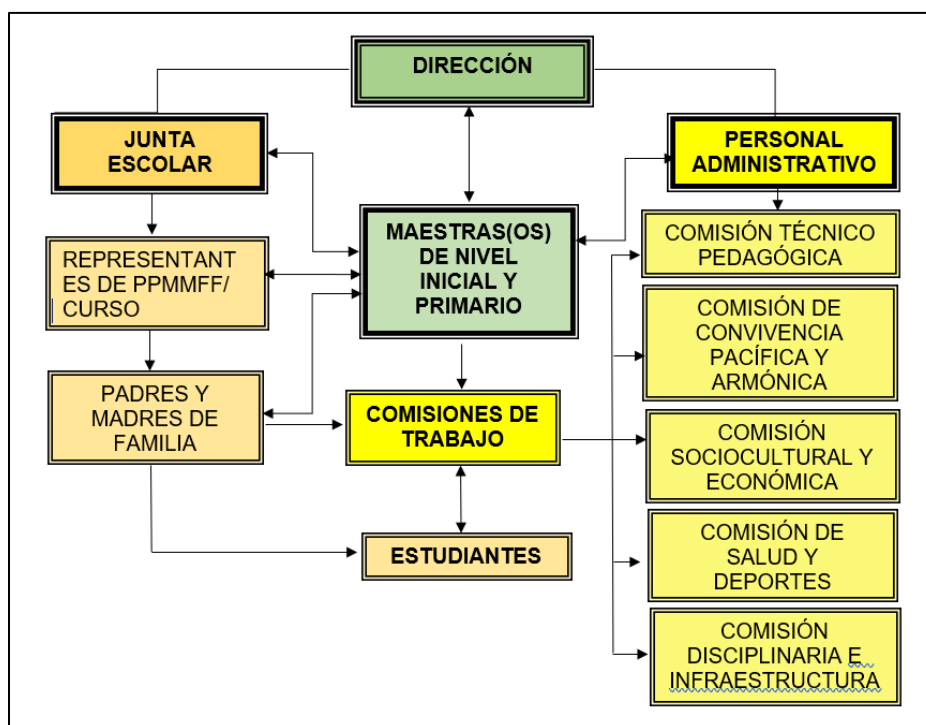 DIRECCIÓN
JUNTA
ESCOLAR
PERSONAL
ADMINISTRATIVO
MAESTRAS(OS)
DE NIVEL
INICIAL Y
PRIMARIO
REPRESENTANT
ES DE PPMMFF/
CURSO
PADRES Y
MADRES DE
FAMILIA
COMISIONES DE
TRABAJO
ESTUDIANTES
COMISIÓN TÉCNICO
PEDAGÓGICA
COMISIÓN DE
CONVIVENCIA
PACÍFICA Y
ARMÓNICA
COMISIÓN
SOCIOCULTURAL Y
ECONÓMICA
COMISIÓN DE
SALUD Y
DEPORTES
COMISIÓN
DISCIPLINARIA E
INFRAESTRUCTURA